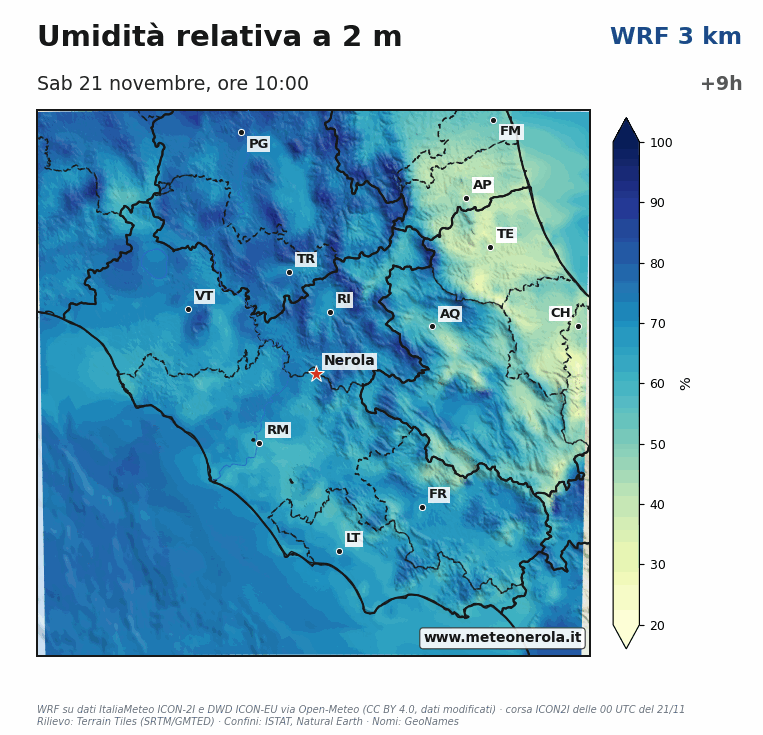 Umidità relativa a 2 m
WRF 3 km
Sab 21 novembre, ore 10:00
+9h
FM
PG
AP
TE
TR
VT
RI
AQ
CH
Nerola
RM
FR
LT
www.meteonerola.it
100
90
80
70
60
50
40
30
20
%
WRF su dati ItaliaMeteo ICON-2I e DWD ICON-EU via Open-Meteo (CC BY 4.0, dati modificati) · corsa ICON2I delle 00 UTC del 21/11
Rilievo: Terrain Tiles (SRTM/GMTED) · Confini: ISTAT, Natural Earth · Nomi: GeoNames